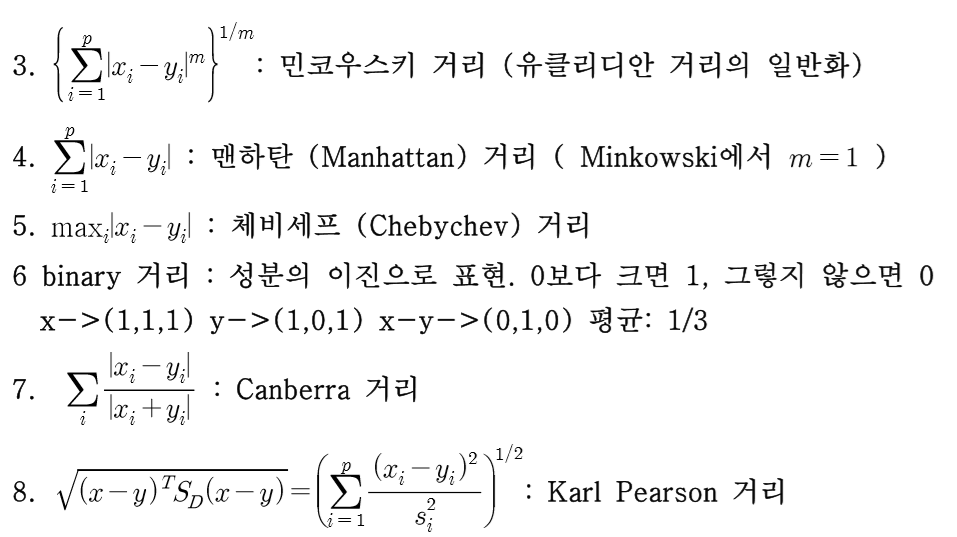 3. $\left\{\sum_{i=1}^{p}|x_i-y_i|^m\right\}^{1/m}$ : 민코우스키 거리 (유클리디안 거리의 일반화)
4. $\sum_{i=1}^{p}|x_i-y_i|$ : 맨하탄 (Manhattan) 거리 ( Minkowski에서 $m=1$ )
5. $\max_i|x_i-y_i|$ : 체비세프 (Chebychev) 거리
6 binary 거리 : 성분의 이진으로 표현. 0보다 크면 1, 그렇지 않으면 0
x->(1,1,1) y->(1,0,1) x-y->(0,1,0) 평균: 1/3
7. $\sum_{i}\frac{|x_i-y_i|}{|x_i+y_i|}$ : Canberra 거리
8. $\sqrt{(x-y)^T S_D(x-y)}=\left(\sum_{i=1}^{p}\frac{(x_i-y_i)^2}{s_i^2}\right)^{1/2}$ : Karl Pearson 거리